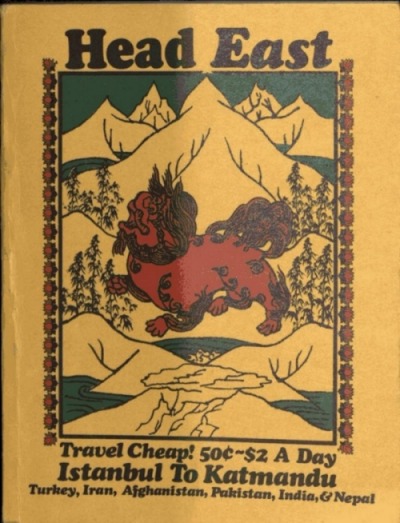 Head East
Travel Cheap! 50¢~$2 A Day
Istanbul To Katmandu
Turkey, Iran, Afghanistan, Pakistan, India, & Nepal